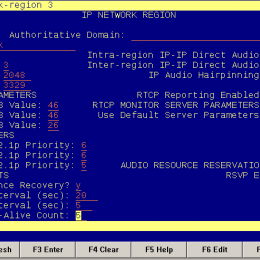 k-region 3
IP NETWORK REGION
Authoritative Domain:
Intra-region IP-IP Direct Audio
3 Inter-region IP-IP Direct Audio
2048 IP Audio Hairpinning
3329
AMETERS RTCP Reporting Enabled
3 Value: 46 RTCP MONITOR SERVER PARAMETERS
3 Value: 46 Use Default Server Parameters
3 Value: 26
ERS
2.1p Priority: 6
2.1p Priority: 6
2.1p Priority: 5 AUDIO RESOURCE RESERVATIO
TS RSVP E
nce Recovery? y
terval (sec): 20
terval (sec): 5
-Alive Count: 5
esh F3 Enter F4 Clear F5 Help F6 Edit F